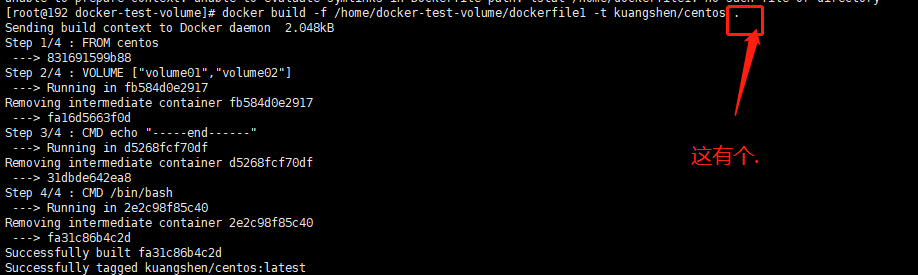 unable to prepare context: unable to evaluate symlinks in Dockerfile path: lstat /home/dockerfile1: no such file or directory
[root@192 docker-test-volume]# docker build -f /home/docker-test-volume/dockerfile1 -t kuangshen/centos .
Sending build context to Docker daemon  2.048kB
Step 1/4 : FROM centos
 ---> 831691599b88
Step 2/4 : VOLUME ["volume01","volume02"]
 ---> Running in fb584d0e2917
Removing intermediate container fb584d0e2917
 ---> fa16d5663f0d
Step 3/4 : CMD echo "-----end------"
 ---> Running in d5268fcf70df
Removing intermediate container d5268fcf70df
 ---> 31dbde642ea8
Step 4/4 : CMD /bin/bash
 ---> Running in 2e2c98f85c40
Removing intermediate container 2e2c98f85c40
 ---> fa31c86b4c2d
Successfully built fa31c86b4c2d
Successfully tagged kuangshen/centos:latest
这有个.